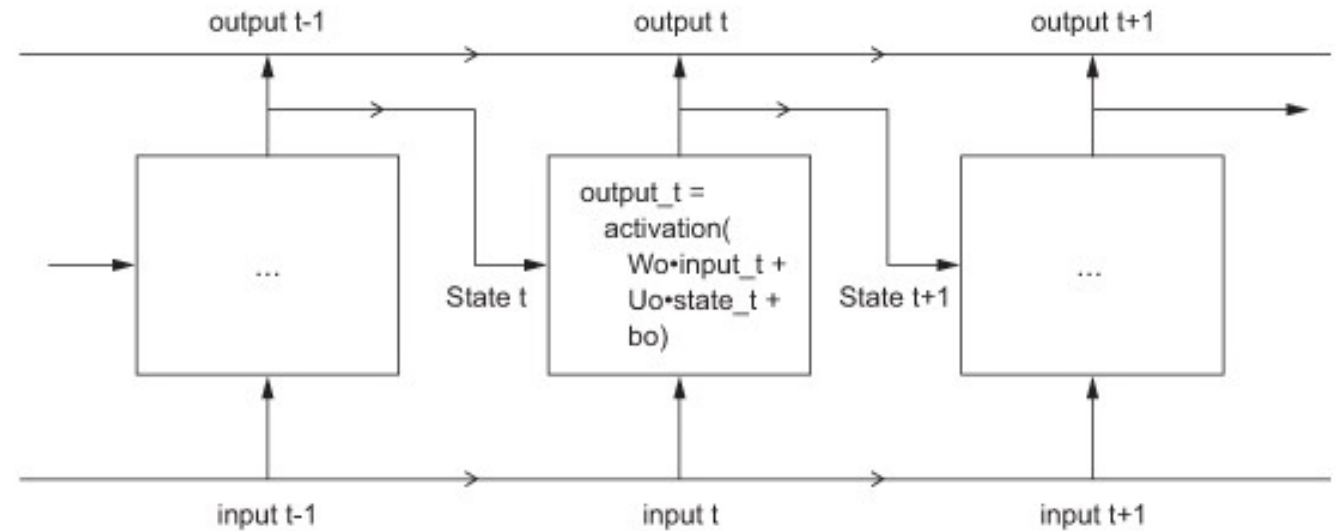 output t-1
output t
output t+1
output_t =
activation(
Wo•input_t +
Uo•state_t +
bo)
...
...
State t
State t+1
input t-1
input t
input t+1